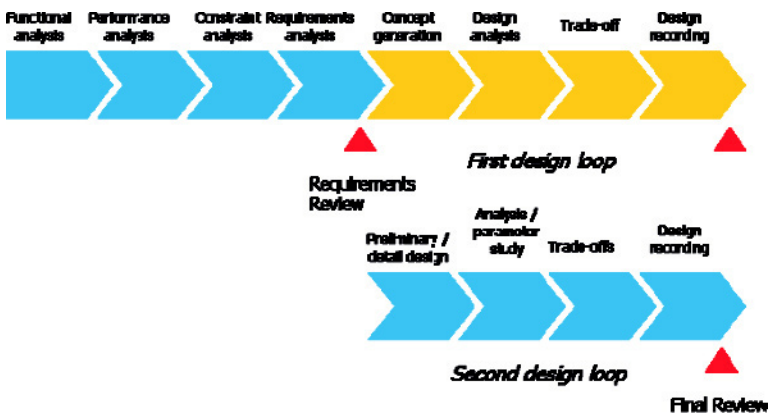 Functional
analysis
Performance
analysis
Constraint
analysis
Requirements
analysis
Concept
generation
Design
analysis
Trade-off
Design
recording
First design loop
Requirements
Review
Preliminary /
detail design
Analysis /
parameter
study
Trade-offs
Design
recording
Second design loop
Final Review